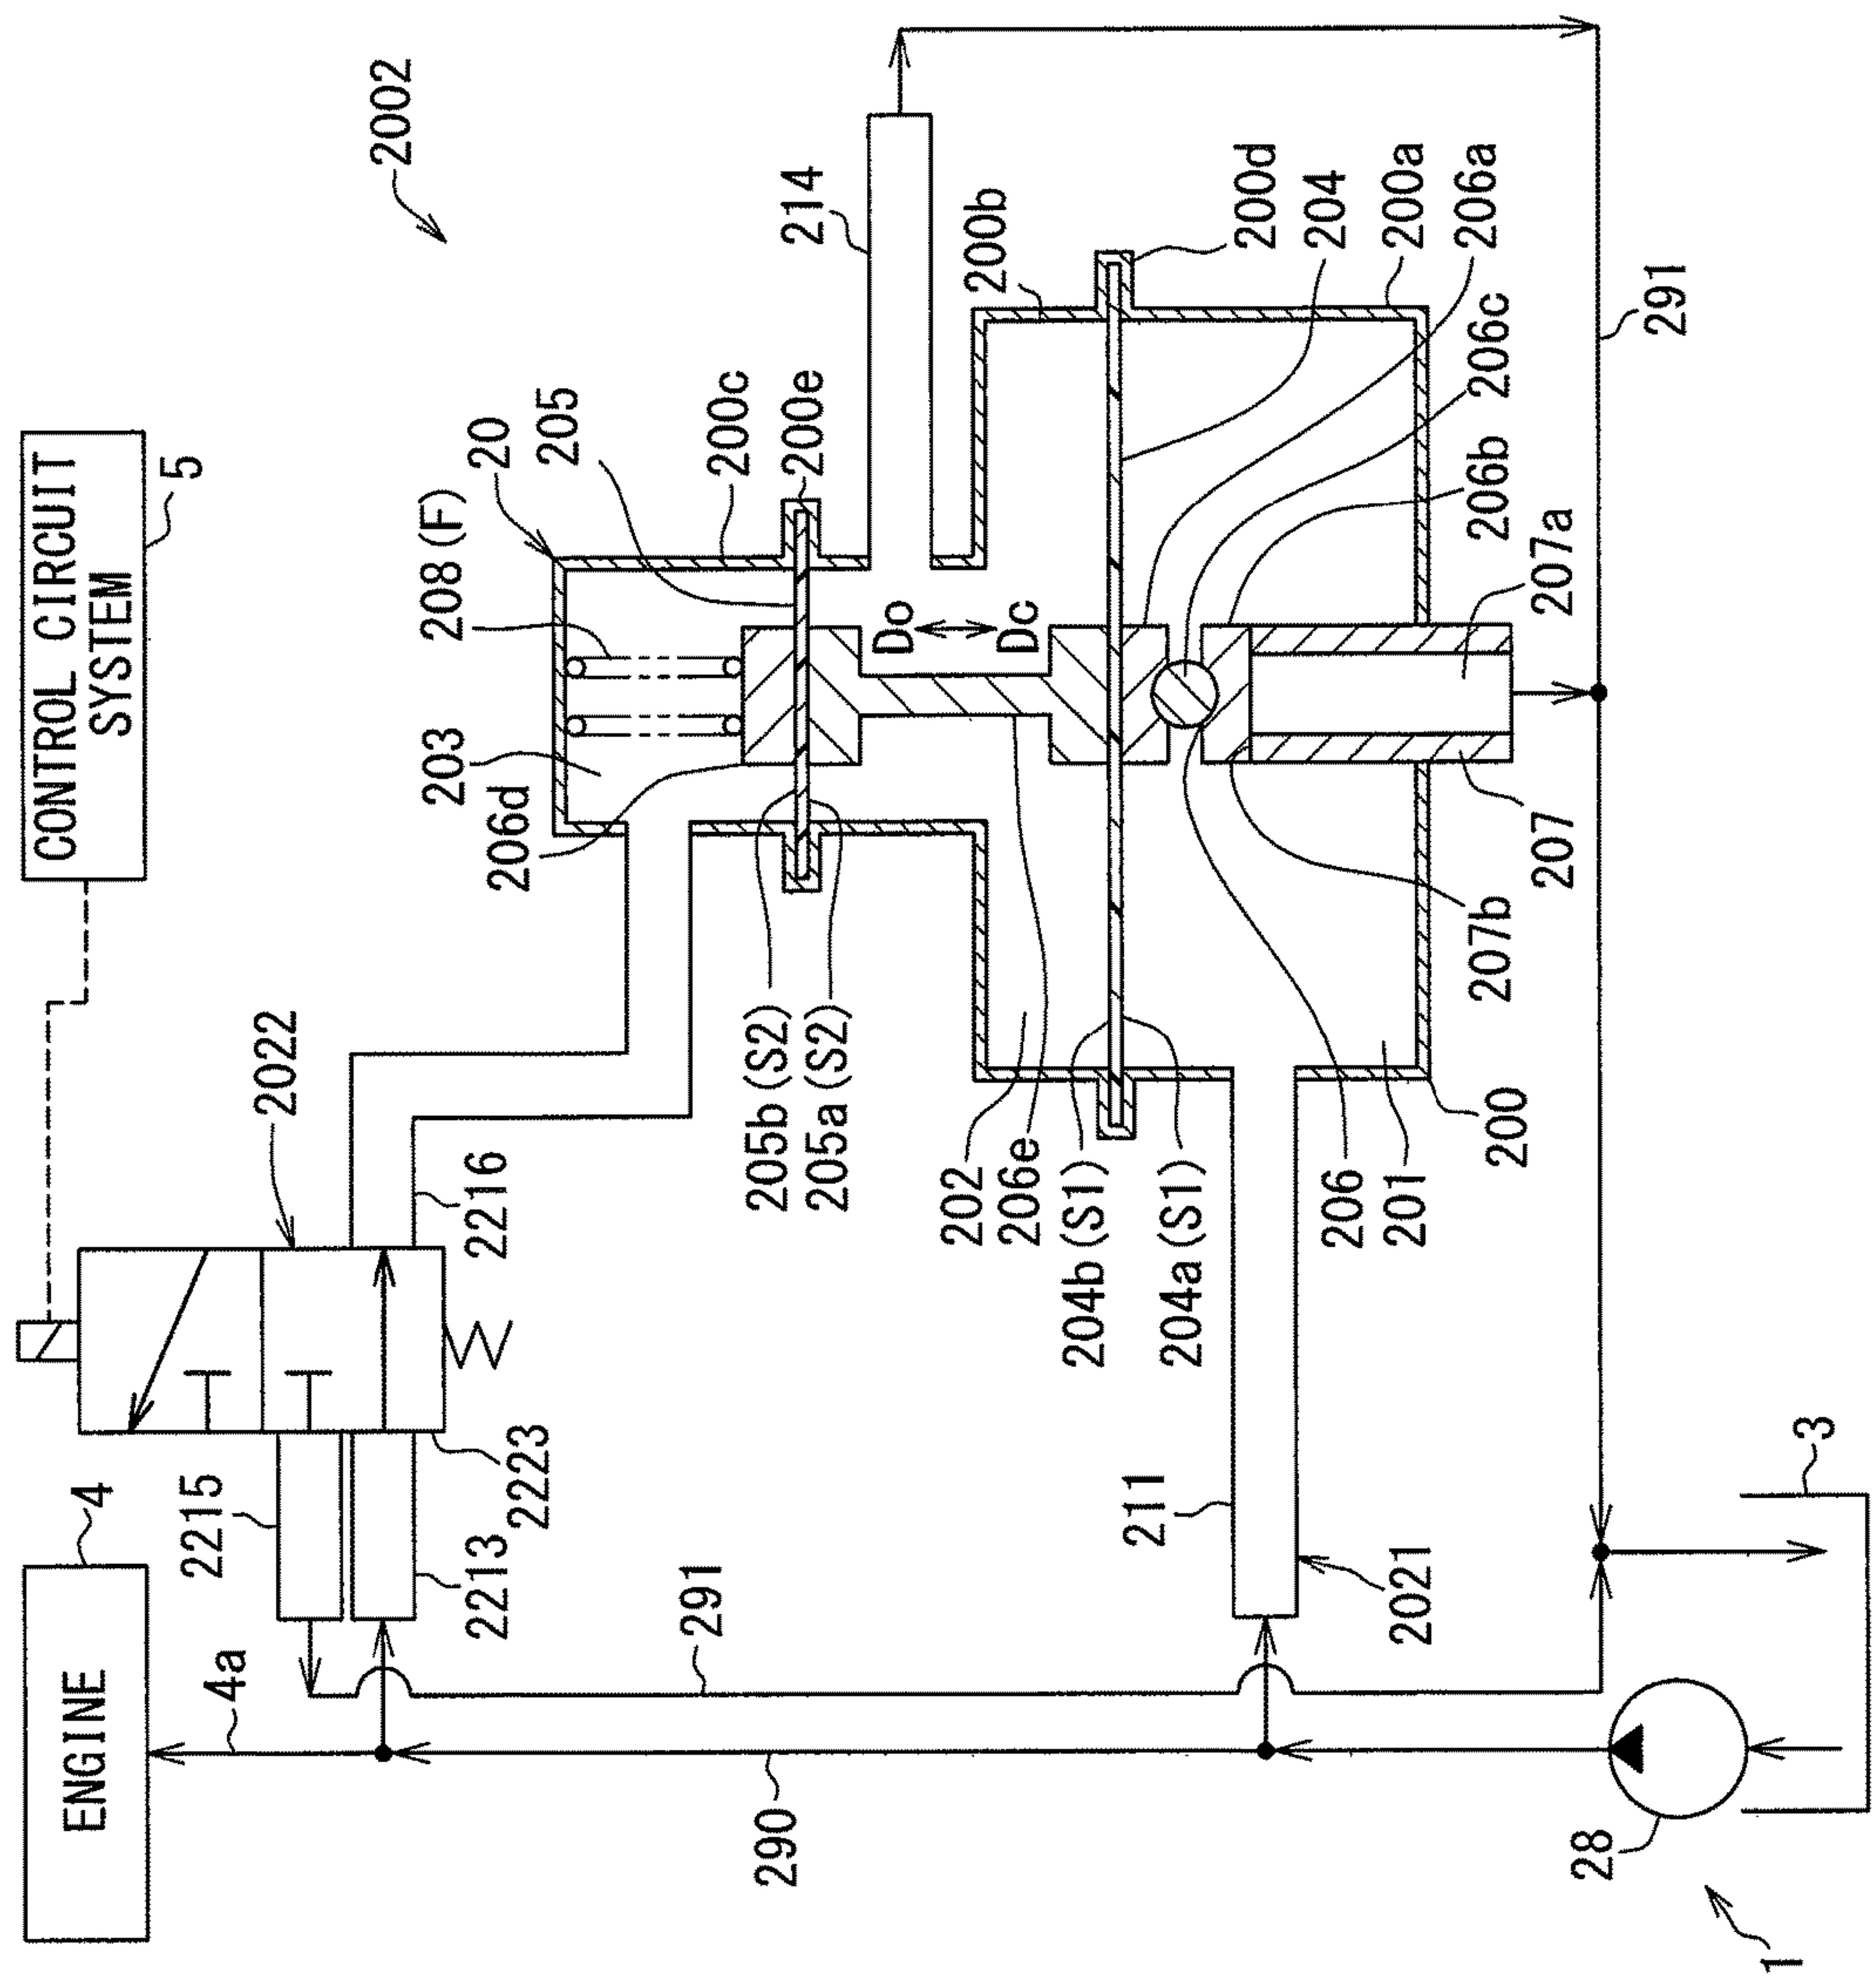 2002
CONTROL CIRCUIT
SYSTEM
5
20
205
200c
200e
214
200b
200d
204
200a
206a
206c
206b
207a
291
208(F)
203
206d
Do
Dc
207
207b
2022
2216
205b(S2)
205a(S2)
202
206e
204b(S1)
204a(S1)
206
201
200
ENGINE
4
4a
2215
2213
2223
291
290
211
2021
3
28
1